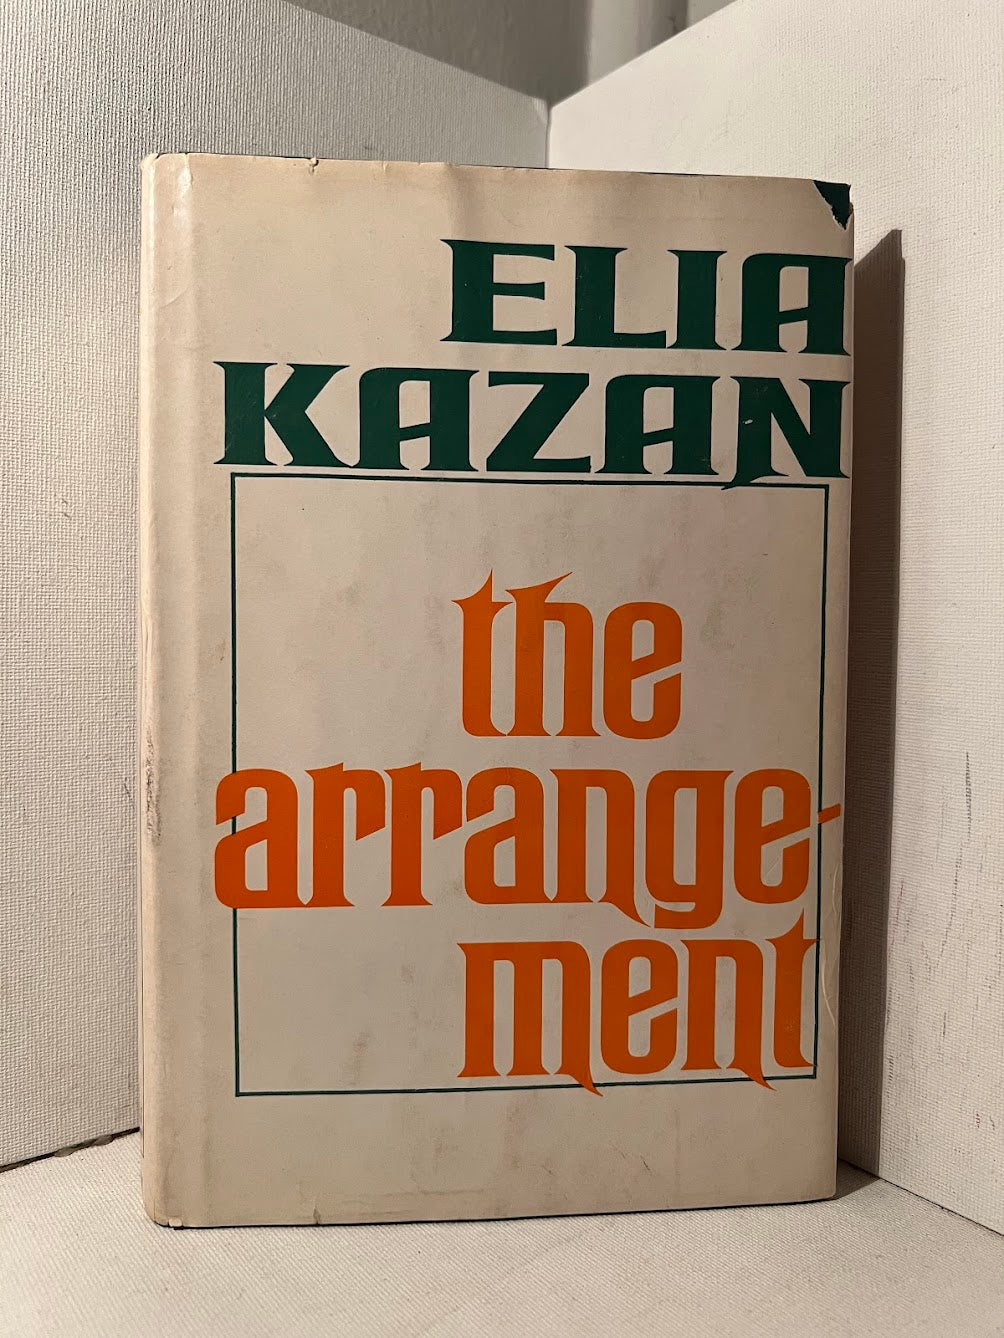 ELIA
KAZAN
the
arrange-
ment